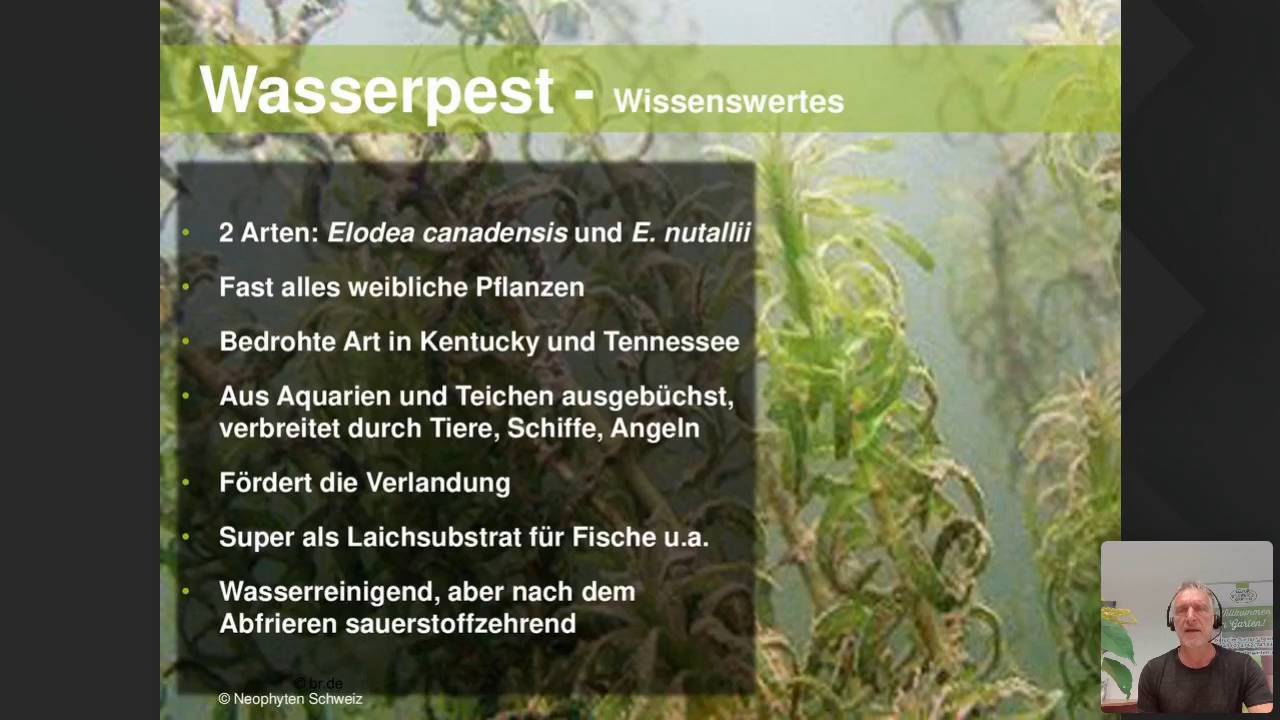 Wasserpest - Wissenswertes
• 2 Arten: Elodea canadensis und E. nutallii
• Fast alles weibliche Pflanzen
• Bedrohte Art in Kentucky und Tennessee
• Aus Aquarien und Teichen ausgebüchst,
verbreitet durch Tiere, Schiffe, Angeln
• Fördert die Verlandung
• Super als Laichsubstrat für Fische u.a.
• Wasserreinigend, aber nach dem
Abfrieren sauerstoffzehrend
© br.de
© Neophyten Schweiz
Willkommen
Garten!